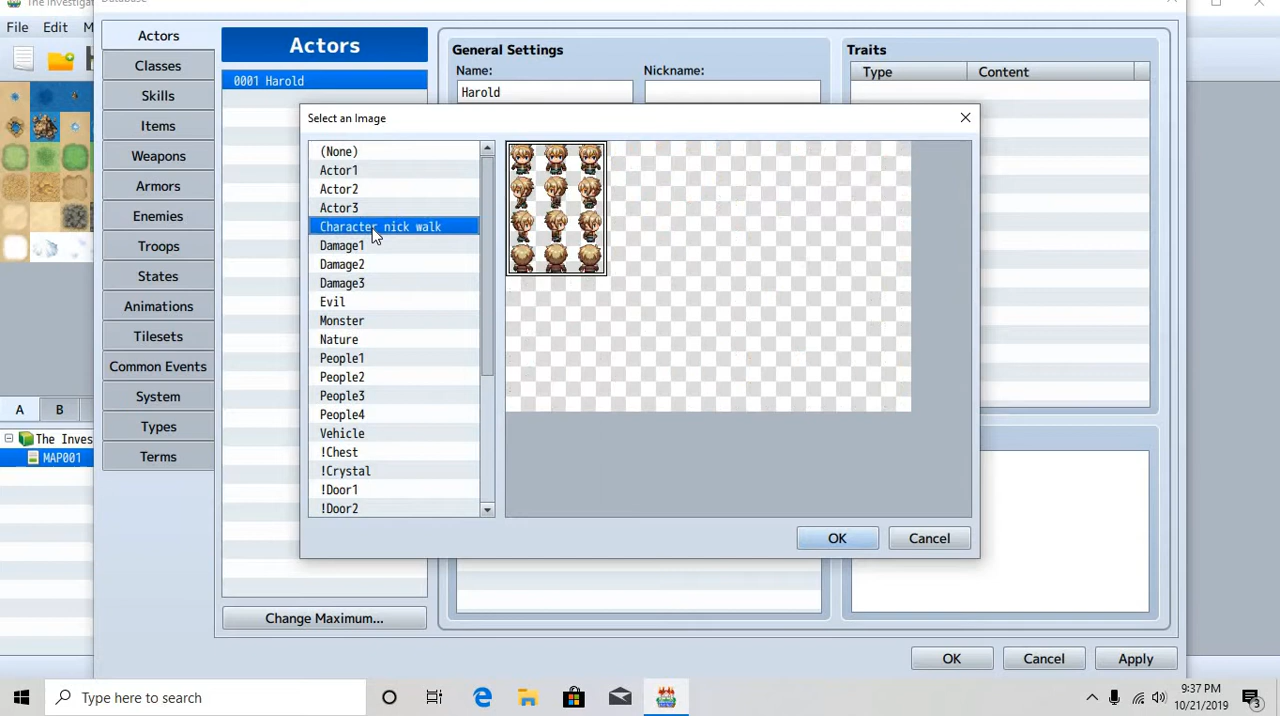 The Investigat
Database
File Edit M
Actors
Classes
Skills
Items
Weapons
Armors
Enemies
Troops
States
Animations
Tilesets
Common Events
System
Types
Terms
Actors
0001 Harold
Change Maximum...
General Settings
Name: Nickname:
Harold
Traits
Type Content
Select an Image
(None)
Actor1
Actor2
Actor3
Character nick walk
Damage1
Damage2
Damage3
Evil
Monster
Nature
People1
People2
People3
People4
Vehicle
!Chest
!Crystal
!Door1
!Door2
OK Cancel
A B
The Inves
MAP001
OK Cancel Apply
Type here to search
9:37 PM
10/21/2019
3